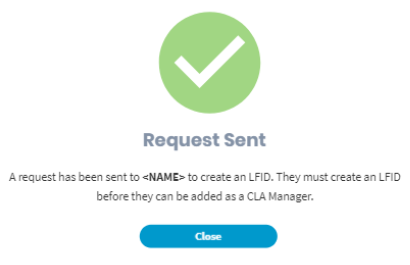 Request Sent
A request has been sent to <NAME> to create an LFID. They must create an LFID
before they can be added as a CLA Manager.
Close